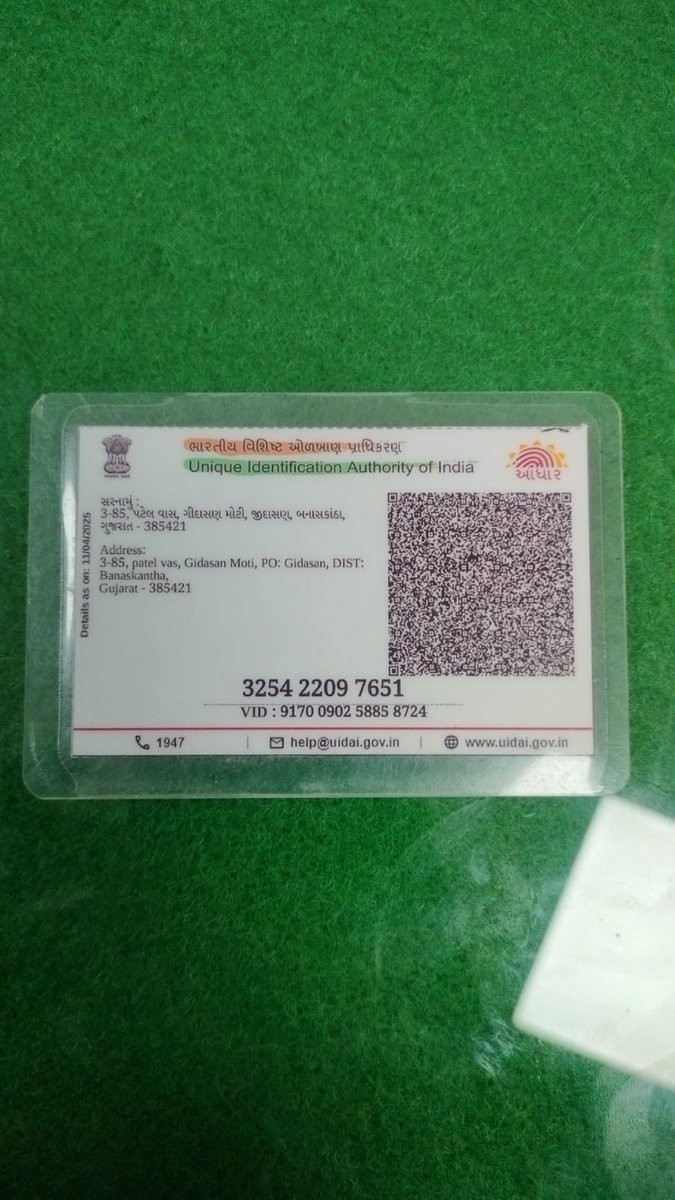 ભારતીય વિશિષ્ટ ઓળખાણ પ્રાધિકરણ
Unique Identification Authority of India
આધાર
Details as on: 11/04/2025
સરનામું :
3-85, પટેલ વાસ, ગીદાસણ મોટી, જીદાસણ, બનાસકાંઠા,
ગુજરાત - 385421
Address:
3-85, patel vas, Gidasan Moti, PO: Gidasan, DIST:
Banaskantha,
Gujarat - 385421
3254 2209 7651
VID : 9170 0902 5885 8724
1947 | help@uidai.gov.in | www.uidai.gov.in